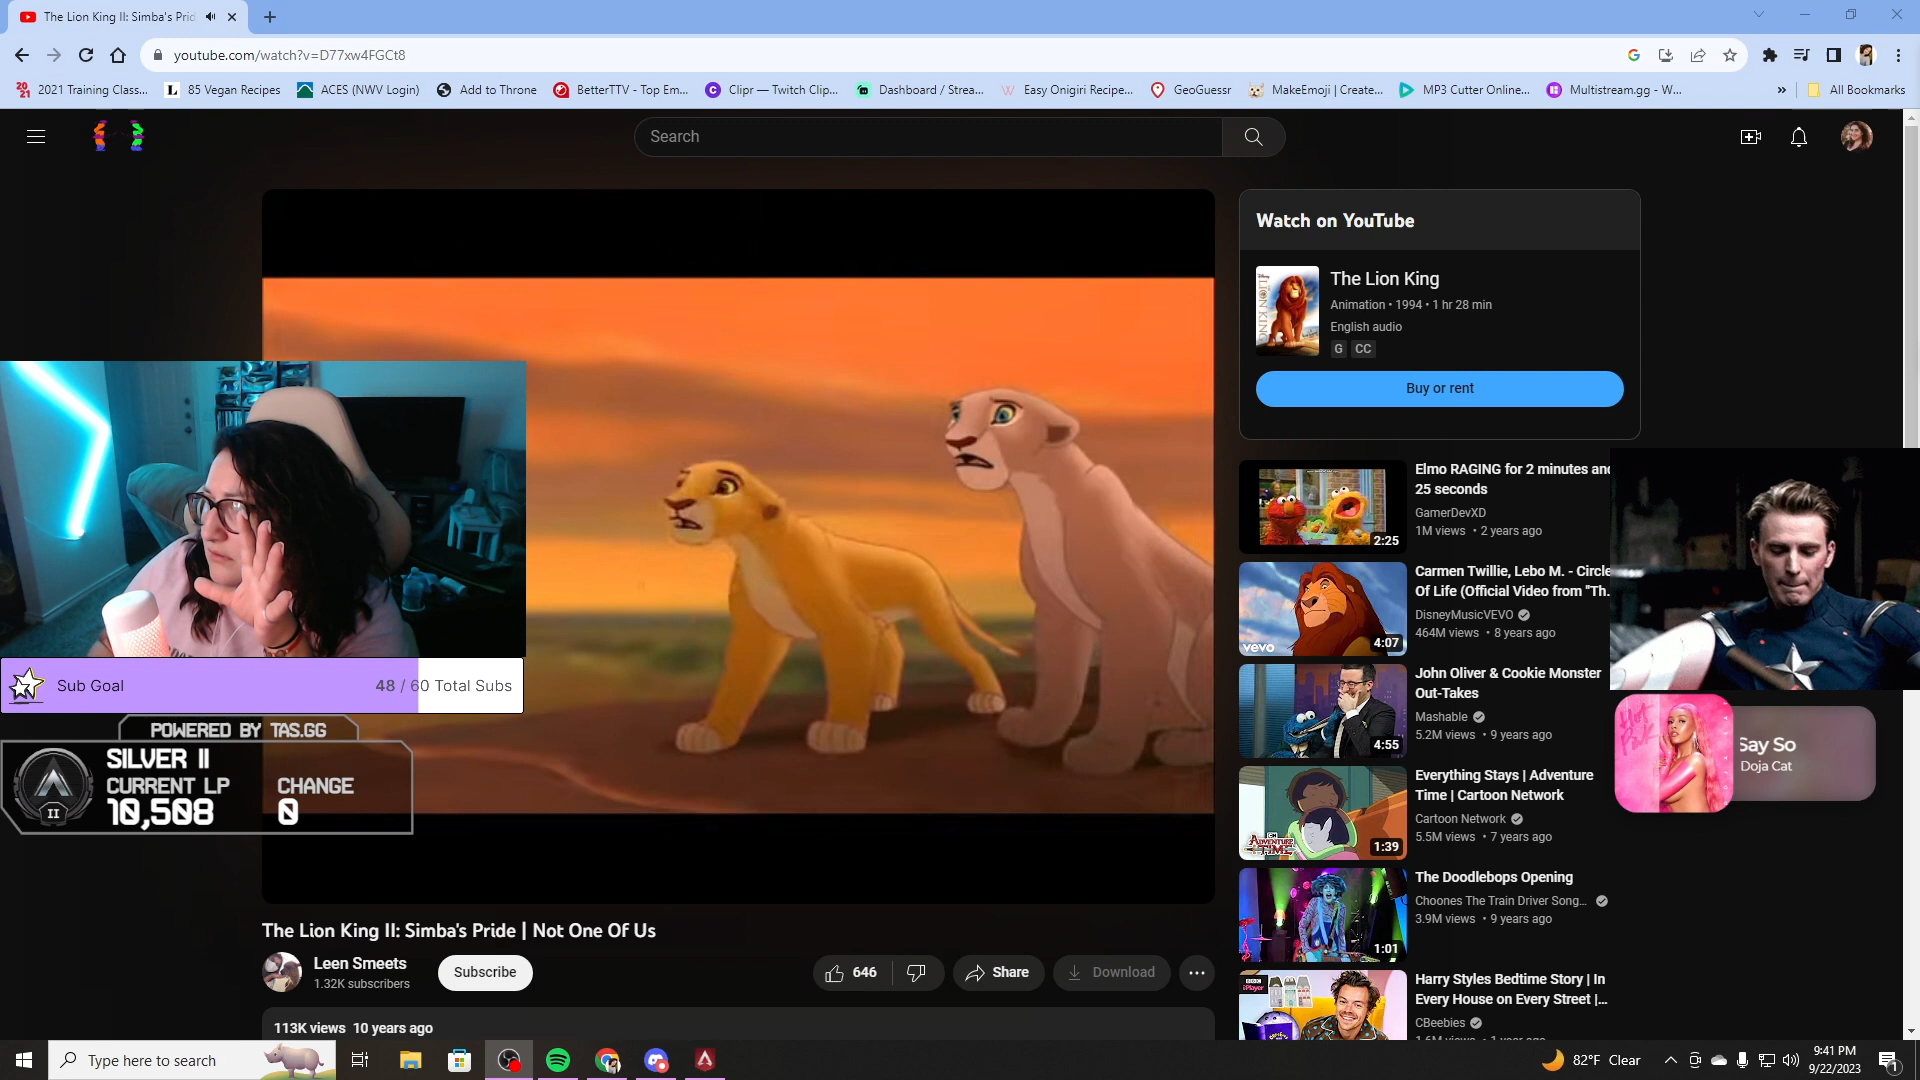 The Lion King II: Simba's Prid
youtube.com/watch?v=D77xw4FGCt8
2021 Training Class...
85 Vegan Recipes
ACES (NWV Login)
Add to Throne
BetterTTV - Top Em...
Clipr — Twitch Clip...
Dashboard / Strea...
Easy Onigiri Recipe...
GeoGuessr
MakeEmoji | Create...
MP3 Cutter Online...
Multistream.gg - W...
All Bookmarks
Search
Watch on YouTube
The Lion King
Animation • 1994 • 1 hr 28 min
English audio
G CC
Buy or rent
Elmo RAGING for 2 minutes and
25 seconds
GamerDevXD
1M views • 2 years ago
2:25
Carmen Twillie, Lebo M. - Circle
Of Life (Official Video from "Th.
DisneyMusicVEVO
464M views • 8 years ago
vevo
4:07
John Oliver & Cookie Monster
Out-Takes
Mashable
5.2M views • 9 years ago
4:55
Everything Stays | Adventure
Time | Cartoon Network
Cartoon Network
5.5M views • 7 years ago
ADVENTURE TIME
1:39
The Doodlebops Opening
Choones The Train Driver Song...
3.9M views • 9 years ago
1:01
Harry Styles Bedtime Story | In
Every House on Every Street |...
CBeebies
Say So
Doja Cat
Sub Goal
48 / 60 Total Subs
POWERED BY TAS.GG
SILVER II
CURRENT LP
10,508
CHANGE
0
II
The Lion King II: Simba's Pride | Not One Of Us
Leen Smeets
1.32K subscribers
Subscribe
646
Share
Download
113K views 10 years ago
Type here to search
82°F Clear
9:41 PM
9/22/2023
1